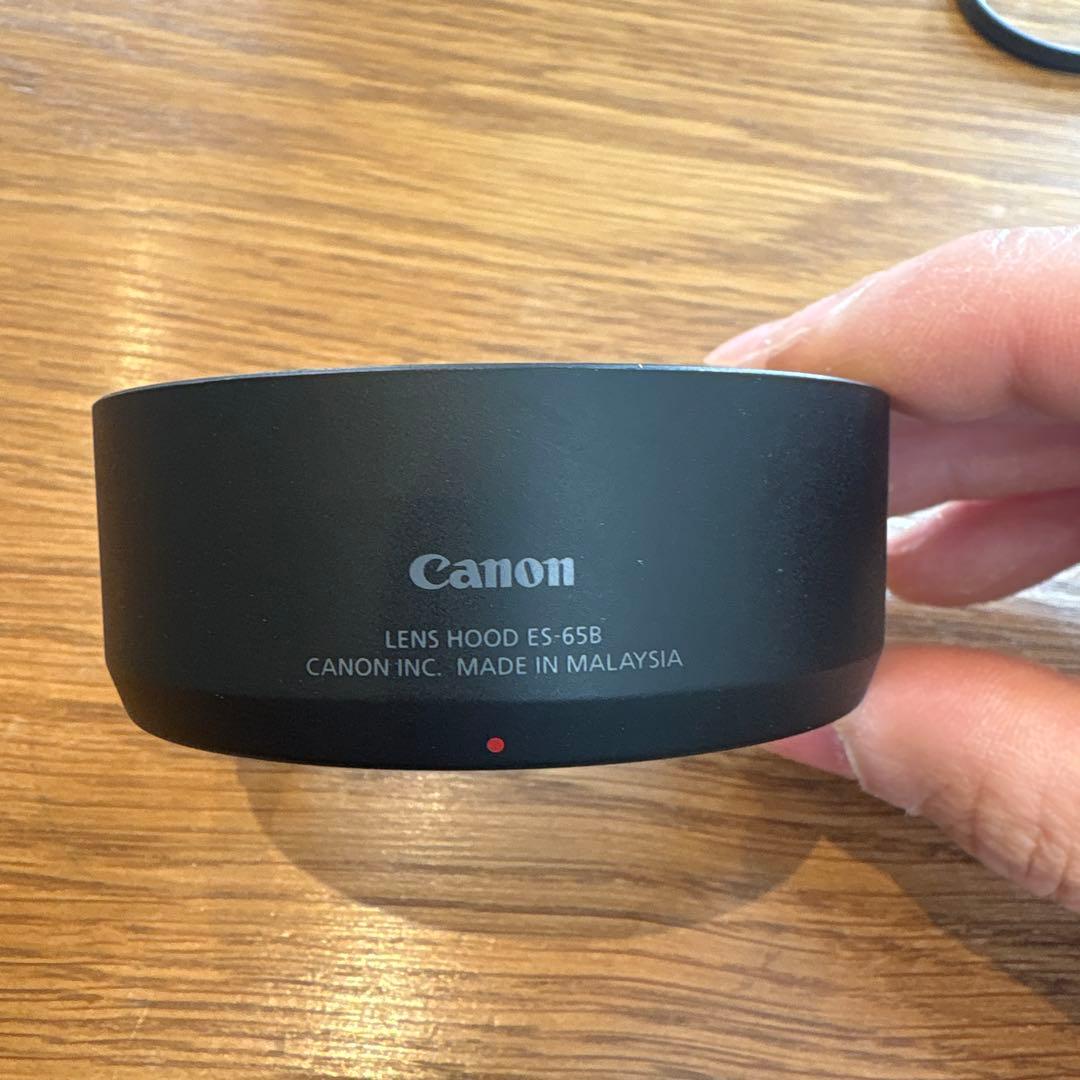 Canon
LENS HOOD ES-65B
CANON INC. MADE IN MALAYSIA